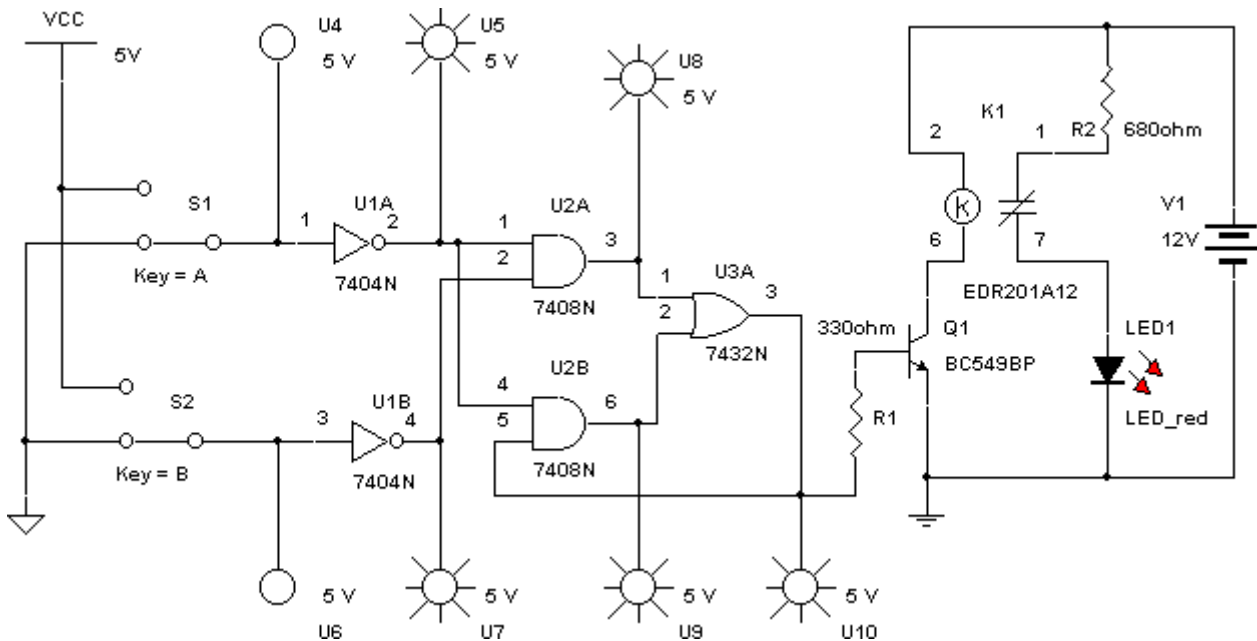 VCC
5V
U4
5 V
U5
5 V
U8
5 V
K1
2
1
R2
680ohm
S1
Key = A
1
U1A
2
7404N
1
2
U2A
3
7408N
U3A
1
2
3
7432N
K
6
7
EDR201A12
V1
12V
330ohm
Q1
BC549BP
LED1
LED_red
R1
S2
Key = B
3
U1B
4
7404N
U2B
4
5
6
7408N
5 V
U6
5 V
U7
5 V
U9
5 V
U10